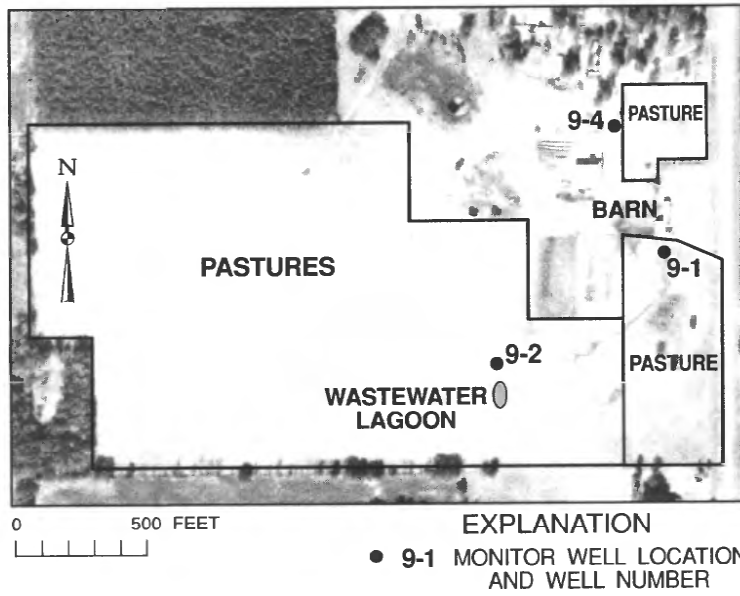 9-4
PASTURE
N
BARN
PASTURES
9-1
9-2
PASTURE
WASTEWATER
LAGOON
0 500 FEET
EXPLANATION
9-1 MONITOR WELL LOCATION
AND WELL NUMBER